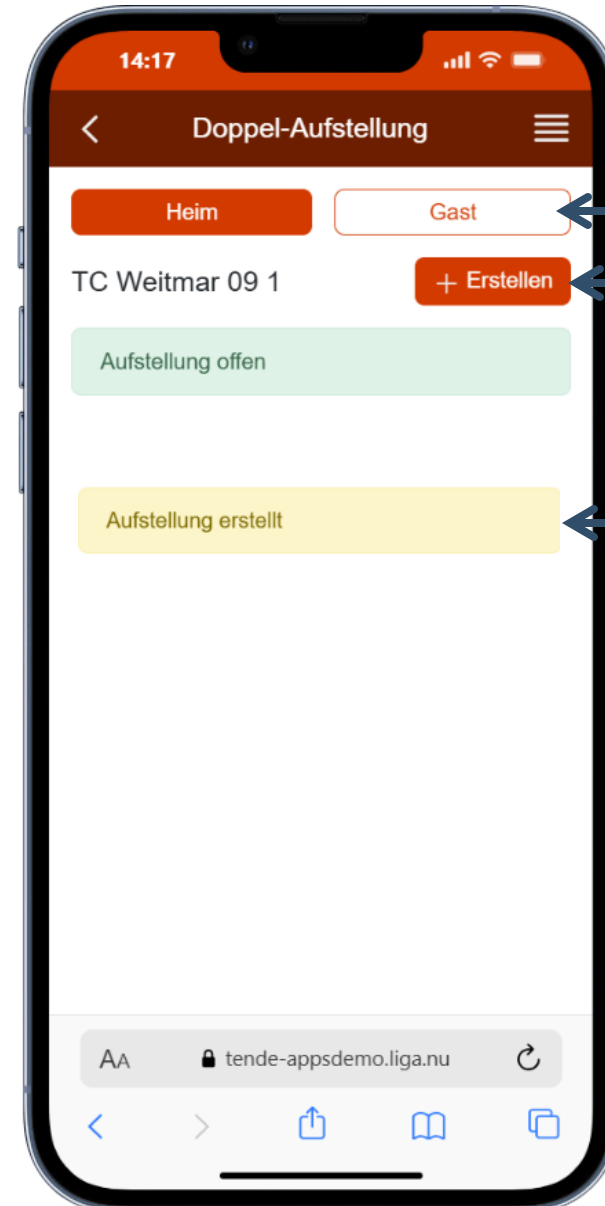 14:17
Doppel-Aufstellung
Heim Gast
TC Weitmar 09 1 + Erstellen
Aufstellung offen
Aufstellung erstellt
AA tende-appsdemo.liga.nu